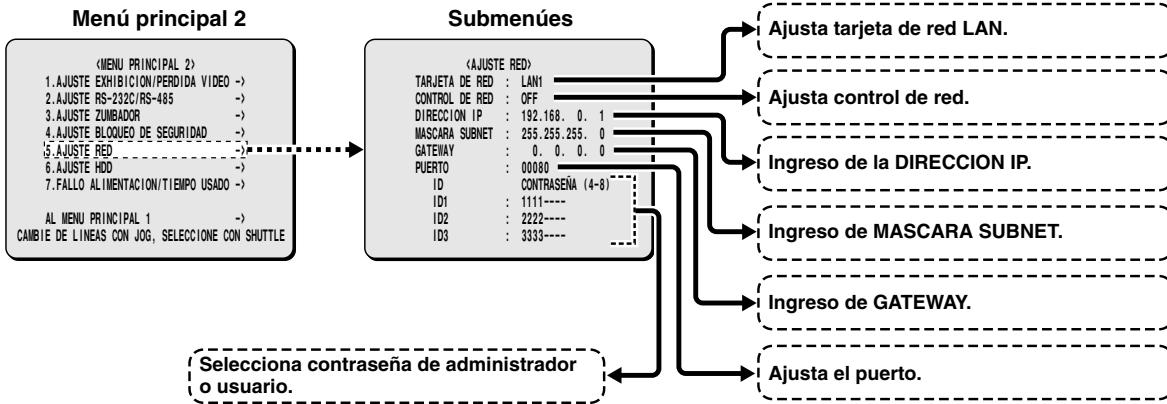 Menú principal 2
<MENU PRINCIPAL 2>
1.AJUSTE EXHIBICION/PERDIDA VIDEO ->
2.AJUSTE RS-232C/RS-485 ->
3.AJUSTE ZUMBADOR ->
4.AJUSTE BLOQUEO DE SEGURIDAD ->
5.AJUSTE RED ->
6.AJUSTE HDD ->
7.FALLO ALIMENTACION/TIEMPO USADO ->
AL MENU PRINCIPAL 1 ->
CAMBIE DE LINEAS CON JOG, SELECCIONE CON SHUTTLE
Submenúes
<AJUSTE RED>
TARJETA DE RED : LAN1
CONTROL DE RED : OFF
DIRECCION IP : 192.168. 0. 1
MASCARA SUBNET : 255.255.255. 0
GATEWAY : 0. 0. 0. 0
PUERTO : 00080
ID CONTRASEÑA (4-8)
ID1 : 1111----
ID2 : 2222----
ID3 : 3333----
Ajusta tarjeta de red LAN.
Ajusta control de red.
Ingreso de la DIRECCION IP.
Ingreso de MASCARA SUBNET.
Ingreso de GATEWAY.
Ajusta el puerto.
Selecciona contraseña de administrador
o usuario.